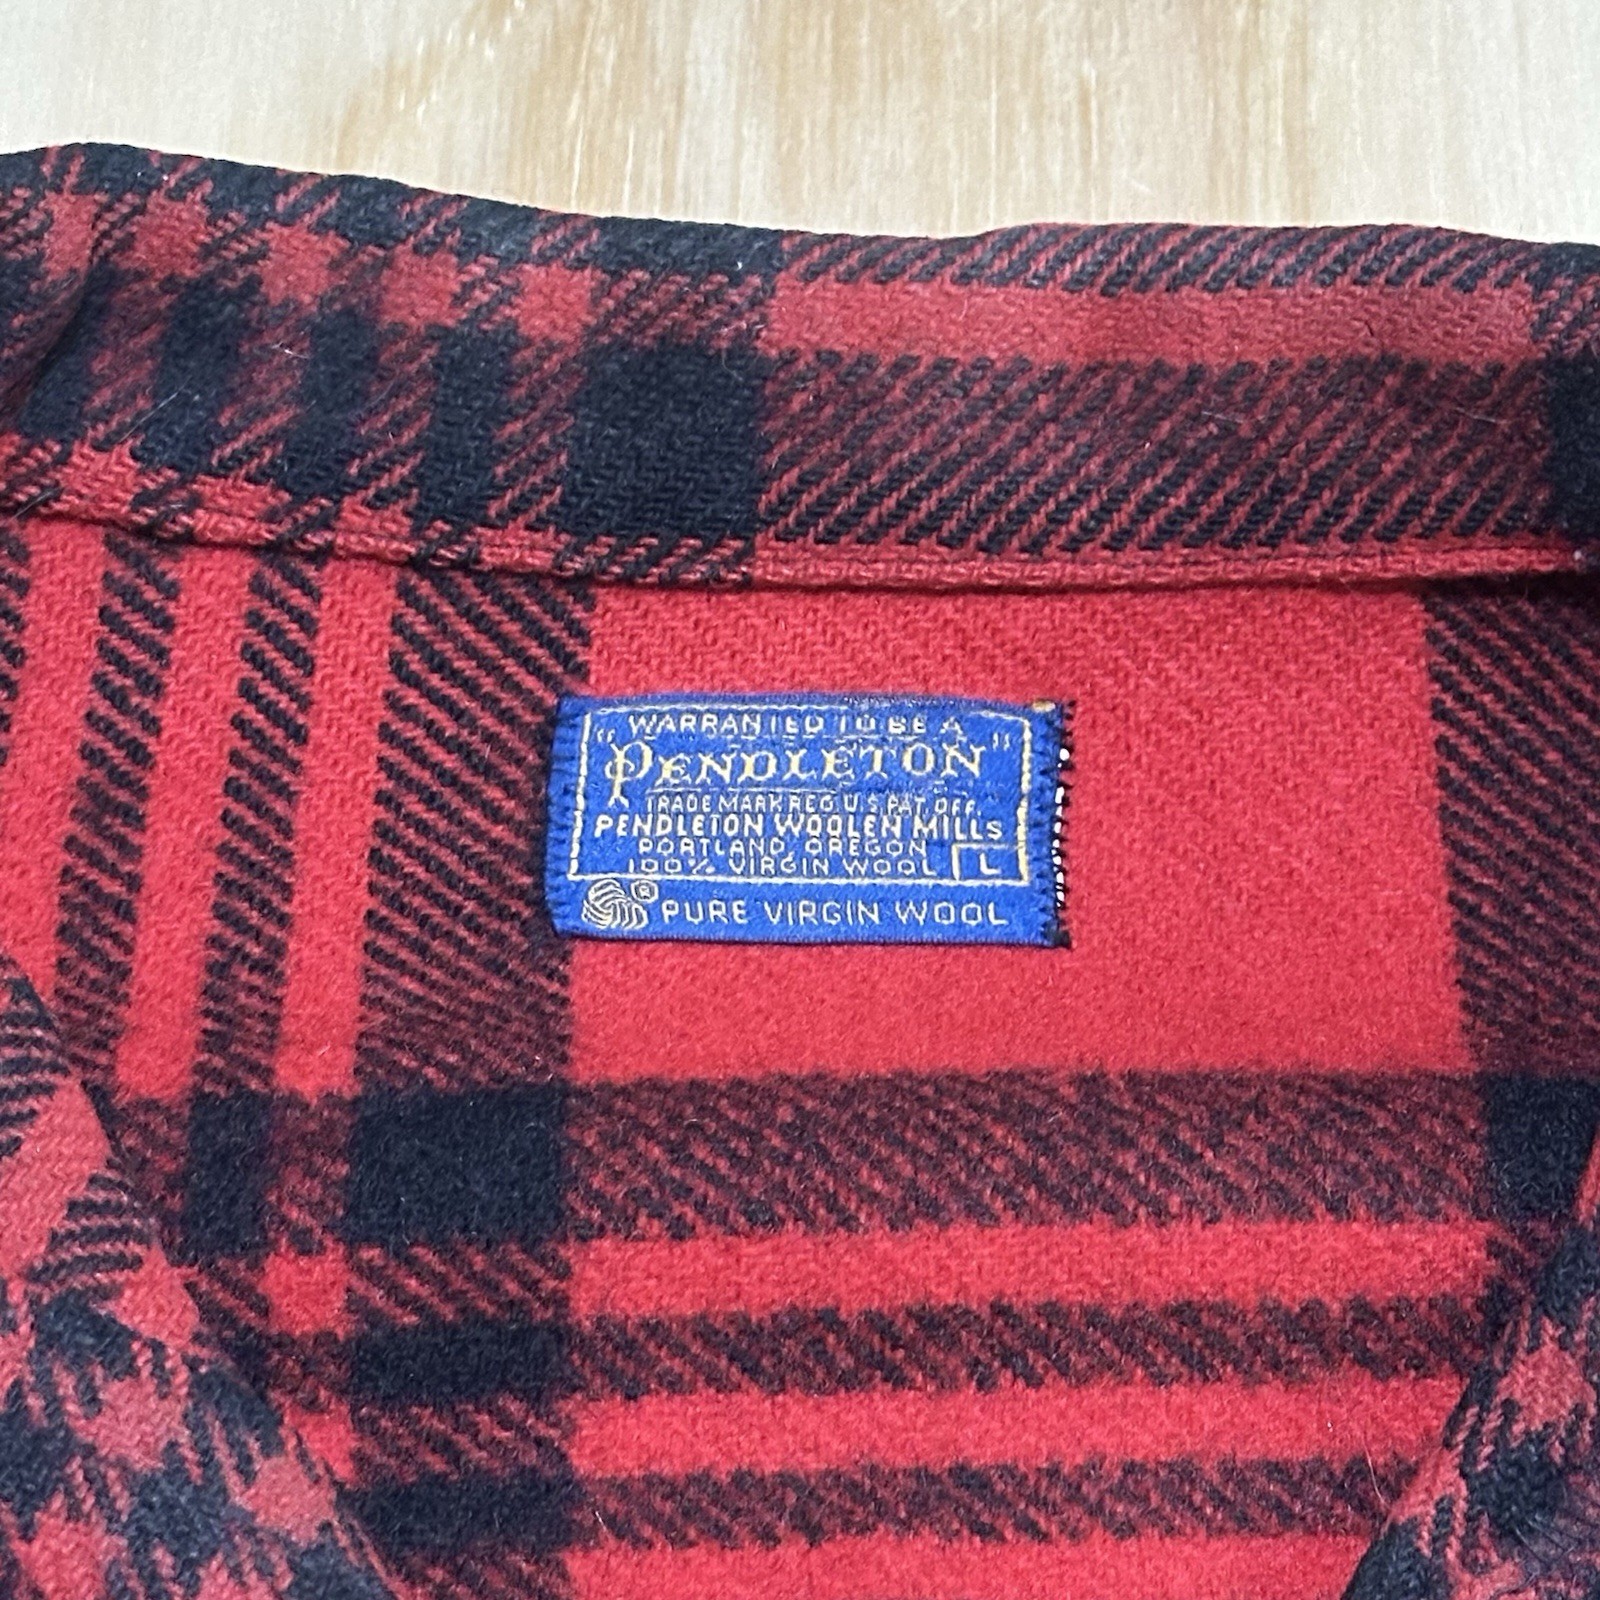 WARRANTED TO BE A
"PENDLETON"
TRADE MARK REG. U.S. PAT. OFF.
PENDLETON WOOLEN MILLS
PORTLAND, OREGON
100% VIRGIN WOOL L
® PURE VIRGIN WOOL